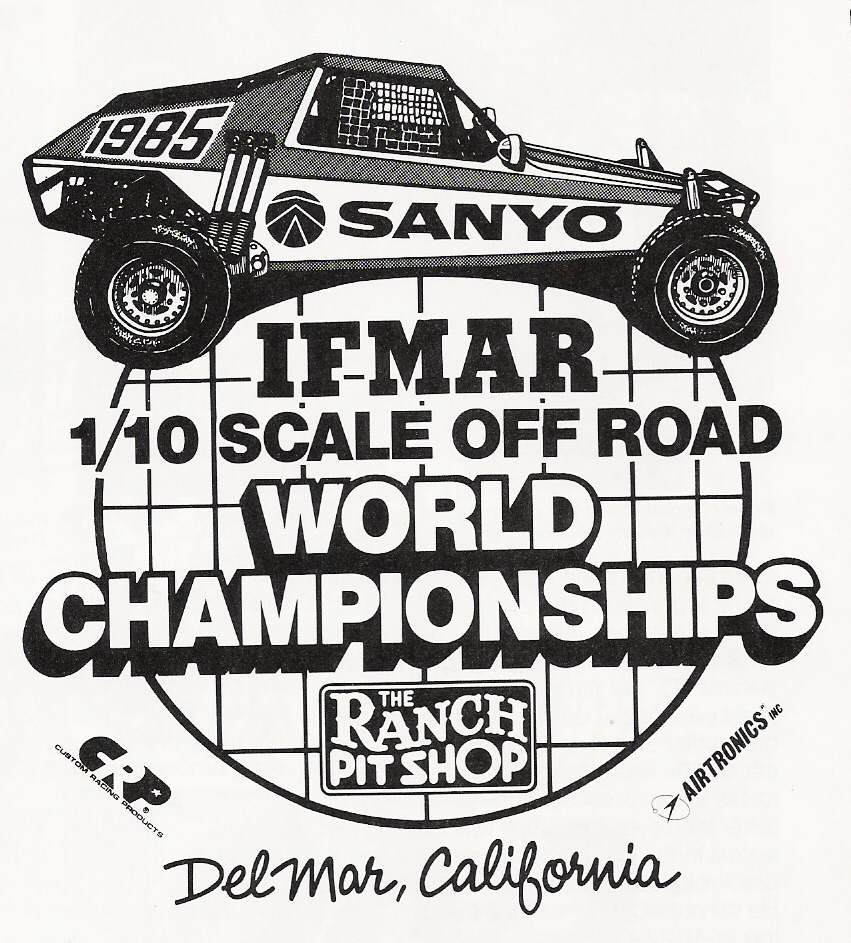 1985
SANYO
IFMAR
1/10 SCALE OFF ROAD
WORLD
CHAMPIONSHIPS
THE
RANCH
PIT SHOP
CRP®
CUSTOM RACING PRODUCTS
AIRTRONICS" INC
Del Mar, California